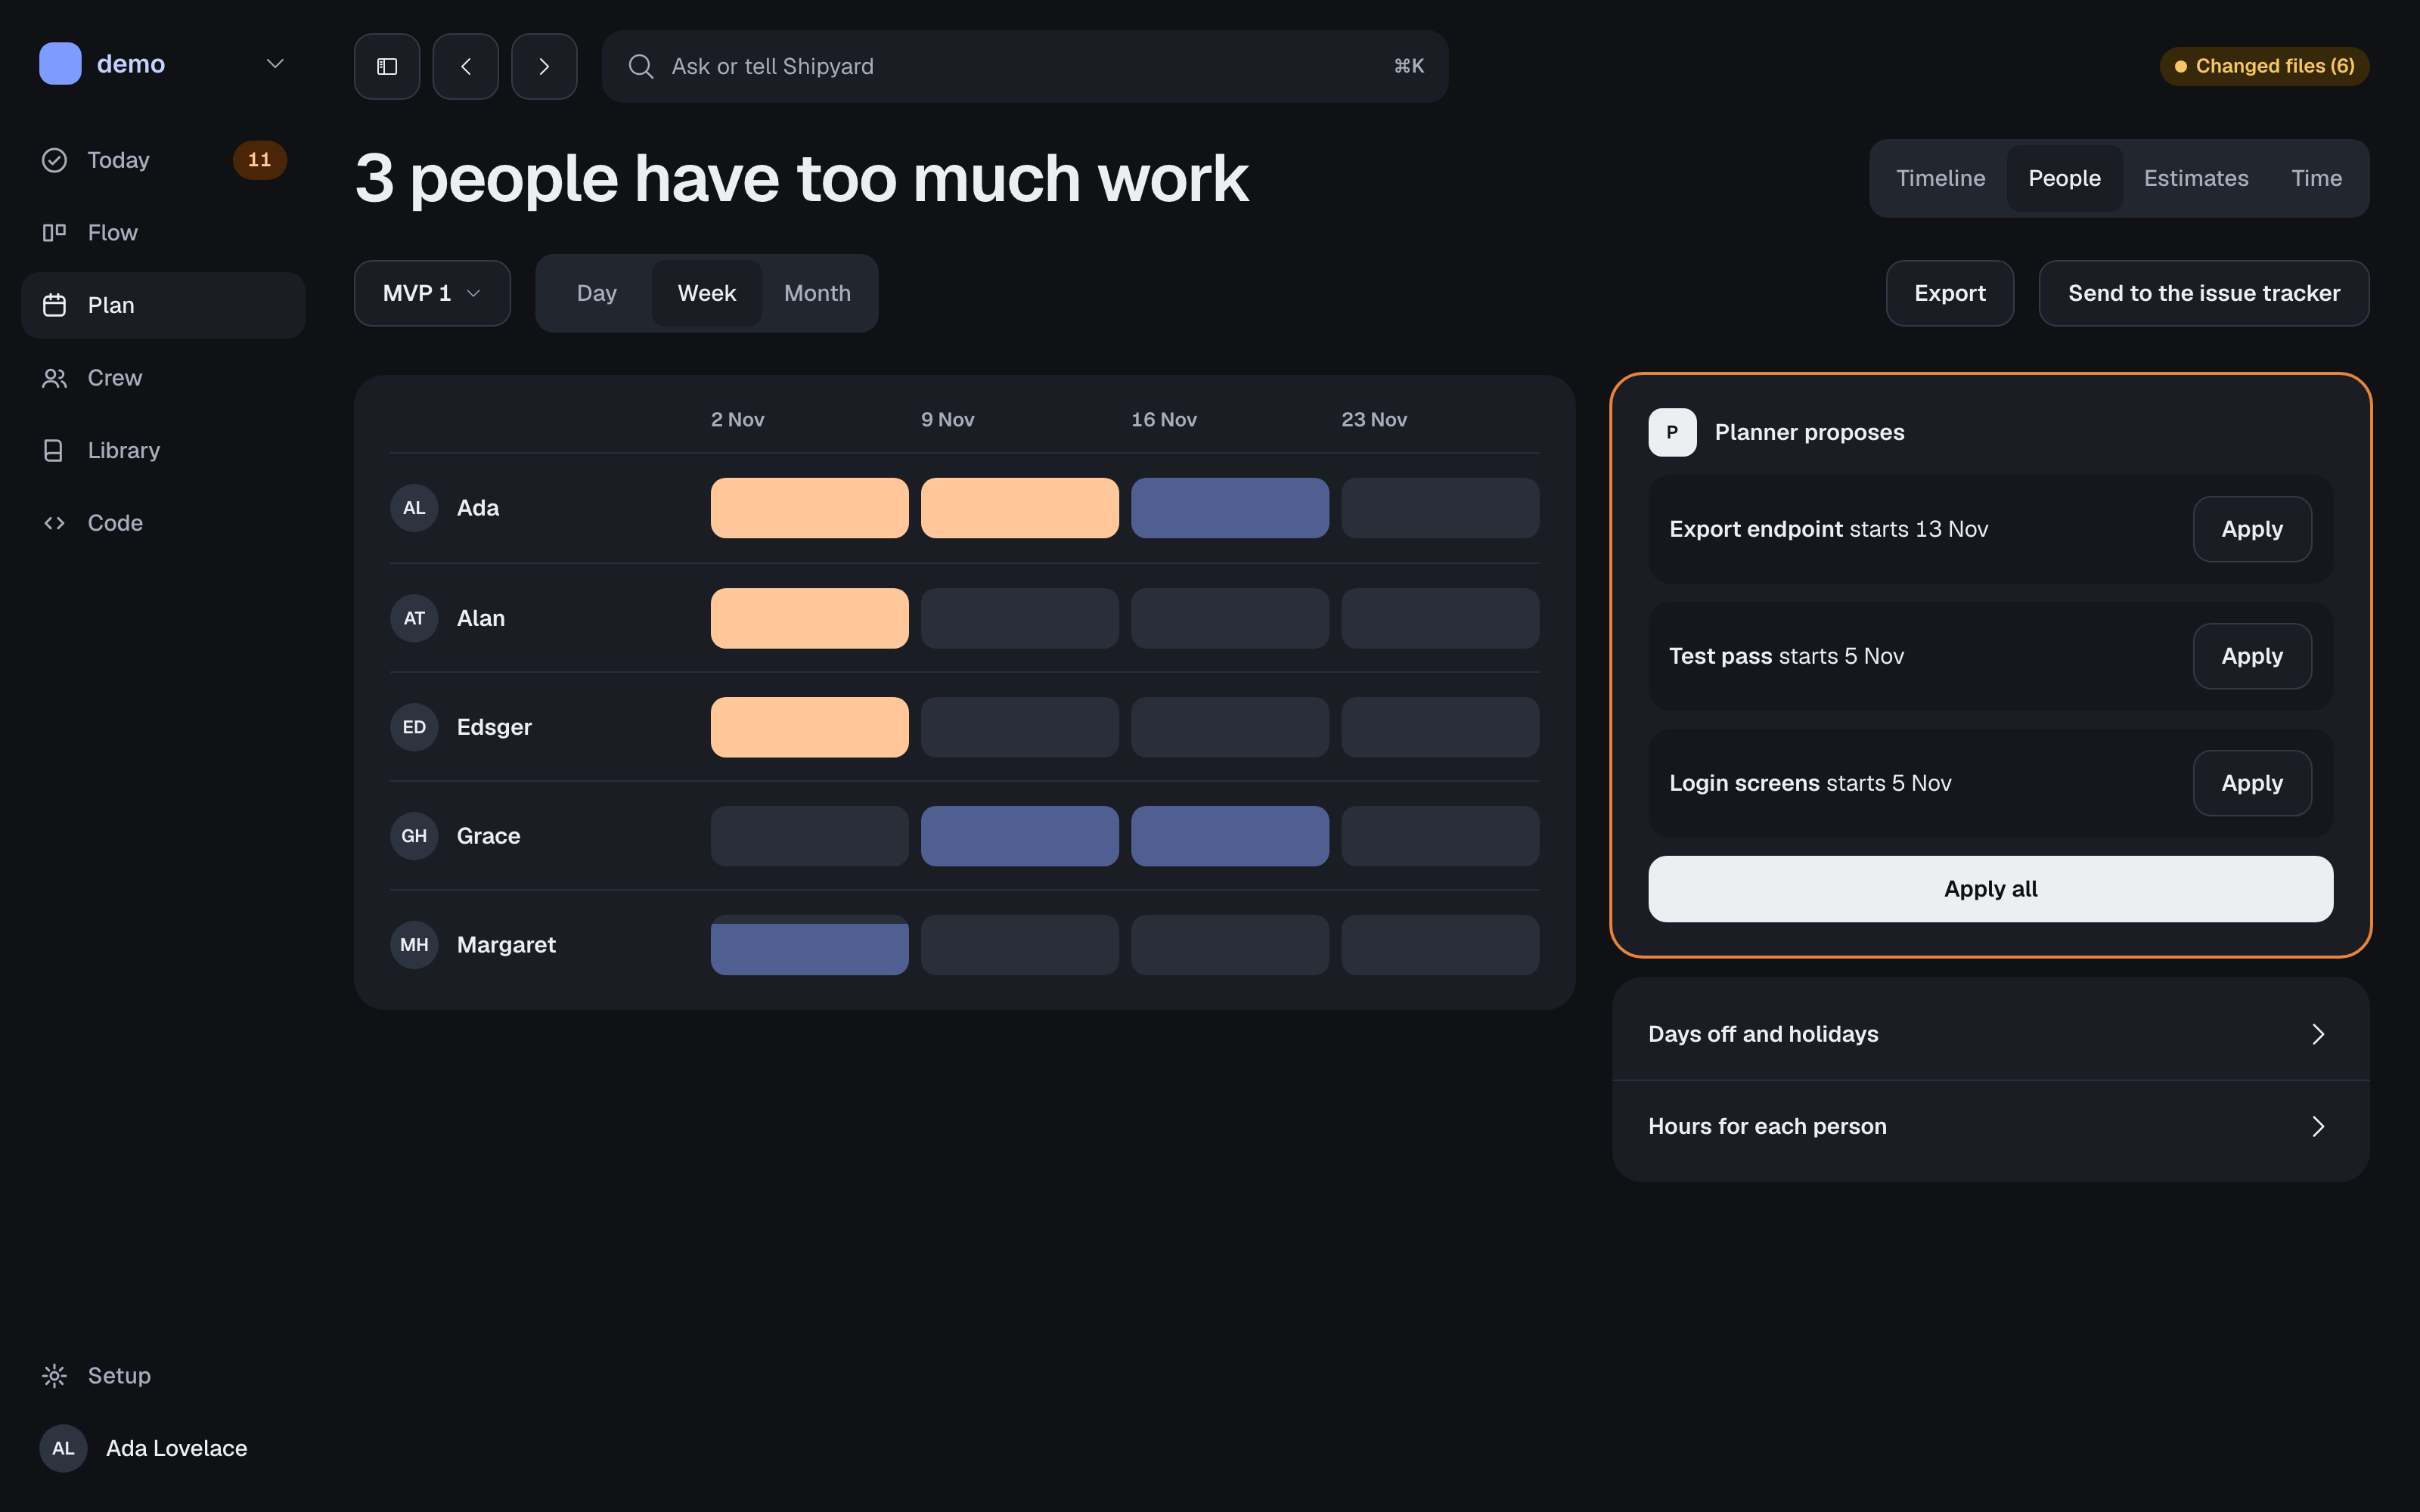 demo
Ask or tell Shipyard
⌘K
Changed files (6)
Today
11
Flow
Plan
Crew
Library
Code
3 people have too much work
Timeline
People
Estimates
Time
MVP 1
Day
Week
Month
Export
Send to the issue tracker
2 Nov
9 Nov
16 Nov
23 Nov
AL
Ada
AT
Alan
ED
Edsger
GH
Grace
MH
Margaret
P
Planner proposes
Export endpoint starts 13 Nov
Apply
Test pass starts 5 Nov
Apply
Login screens starts 5 Nov
Apply
Apply all
Days off and holidays
Hours for each person
Setup
AL
Ada Lovelace